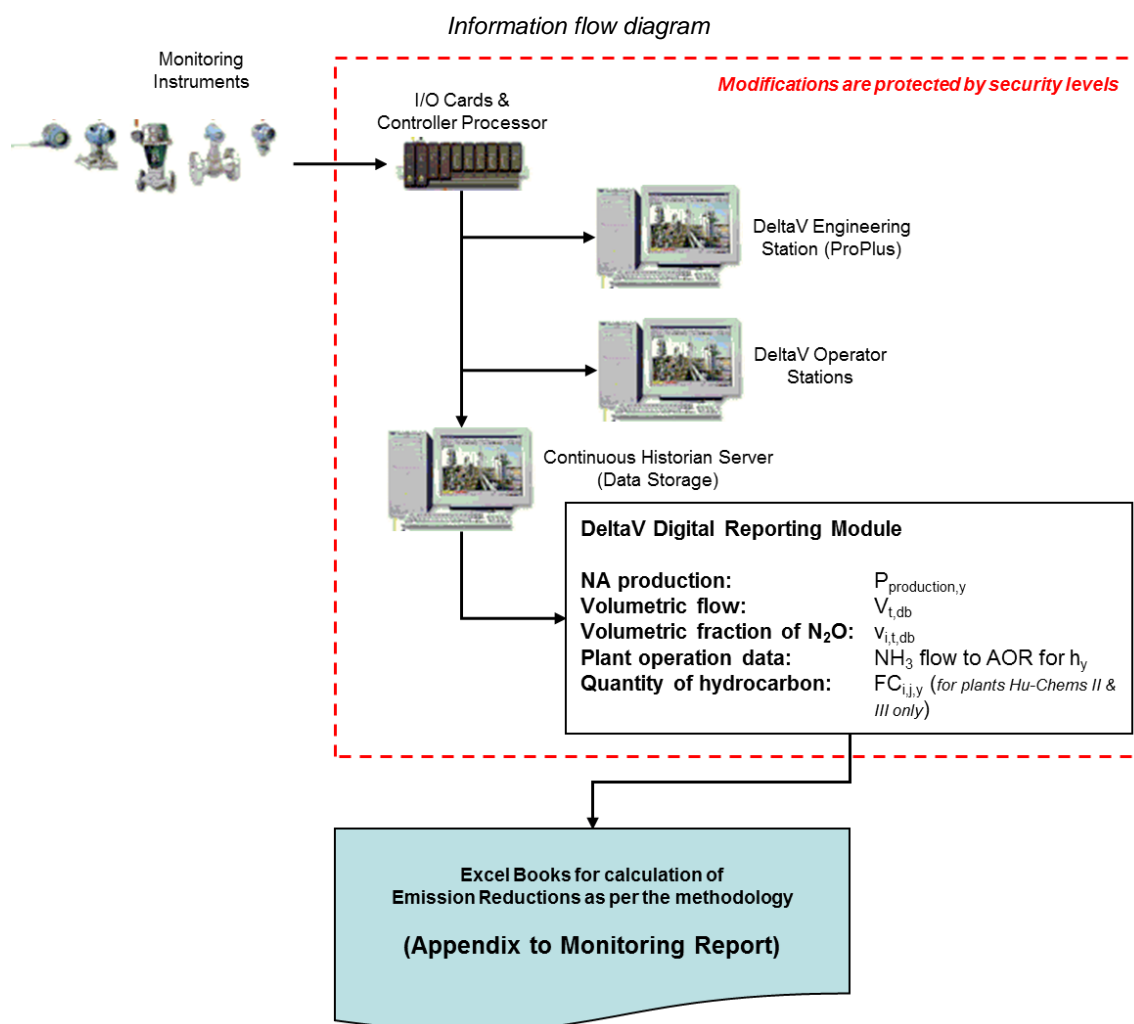 Information flow diagram
Monitoring
Instruments
Modifications are protected by security levels
I/O Cards &
Controller Processor
DeltaV Engineering
Station (ProPlus)
DeltaV Operator
Stations
Continuous Historian Server
(Data Storage)
DeltaV Digital Reporting Module
NA production: Pproduction,y
Volumetric flow: Vt,db
Volumetric fraction of N2O: vi,t,db
Plant operation data: NH3 flow to AOR for hy
Quantity of hydrocarbon: FCi,j,y (for plants Hu-Chems II &
III only)
Excel Books for calculation of
Emission Reductions as per the methodology
(Appendix to Monitoring Report)